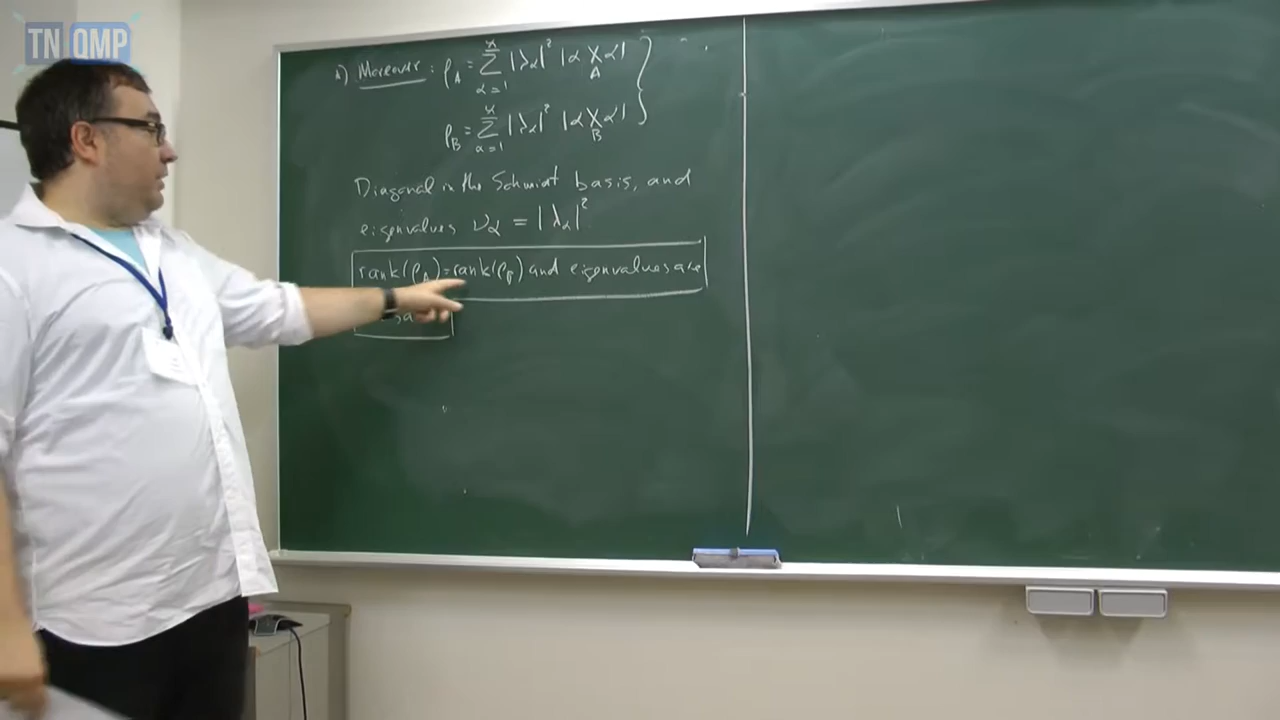 TN QMP
A) Moreover: ρ_A = Σ_{α=1}^{χ} |λ_α|² |α⟩⟨α|_A
ρ_B = Σ_{α=1}^{χ} |λ_α|² |α⟩⟨α|_B
Diagonal in the Schmidt basis, and
eigenvalues ν_α = |λ_α|²
rank(ρ_A) = rank(ρ_B) and eigenvalues are